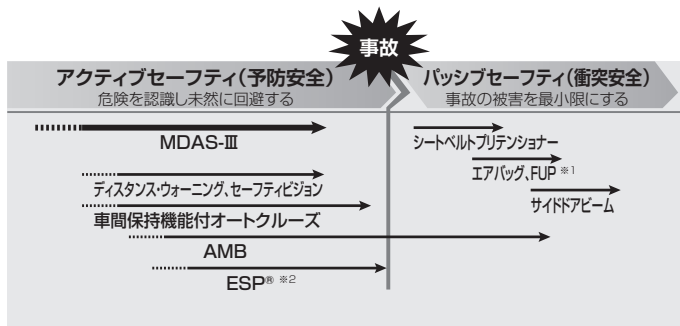 事故
アクティブセーフティ(予防安全)
危険を認識し未然に回避する
パッシブセーフティ(衝突安全)
事故の被害を最小限にする
MDAS-Ⅲ
シートベルトプリテンショナー
エアバッグ、FUP ※1
ディスタンス・ウォーニング、セーフティビジョン
サイドドアビーム
車間保持機能付オートクルーズ
AMB
ESP® ※2